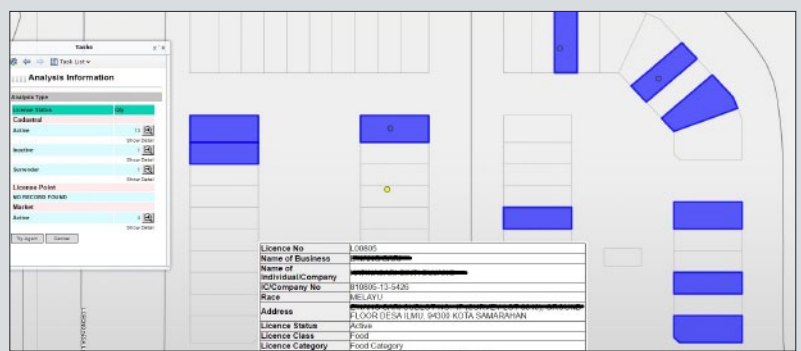 Tasks
Task List
Analysis Information
Analysis Type
License Status Qty
Cadastral
Active
Show Detail
Inactive
Show Detail
Surrender
Show Detail
License Point
NO RECORD FOUND
Market
Active
Show Detail
Try Again Cancel
Licence No L00805
Name of Business
Name of Individual/Company
IC/Company No 810805-13-5426
Race MELAYU
Address
FLOOR DESA ILMU, 94300 KOTA SAMARAHAN
Licence Status Active
Licence Class Food
Licence Category Food Category